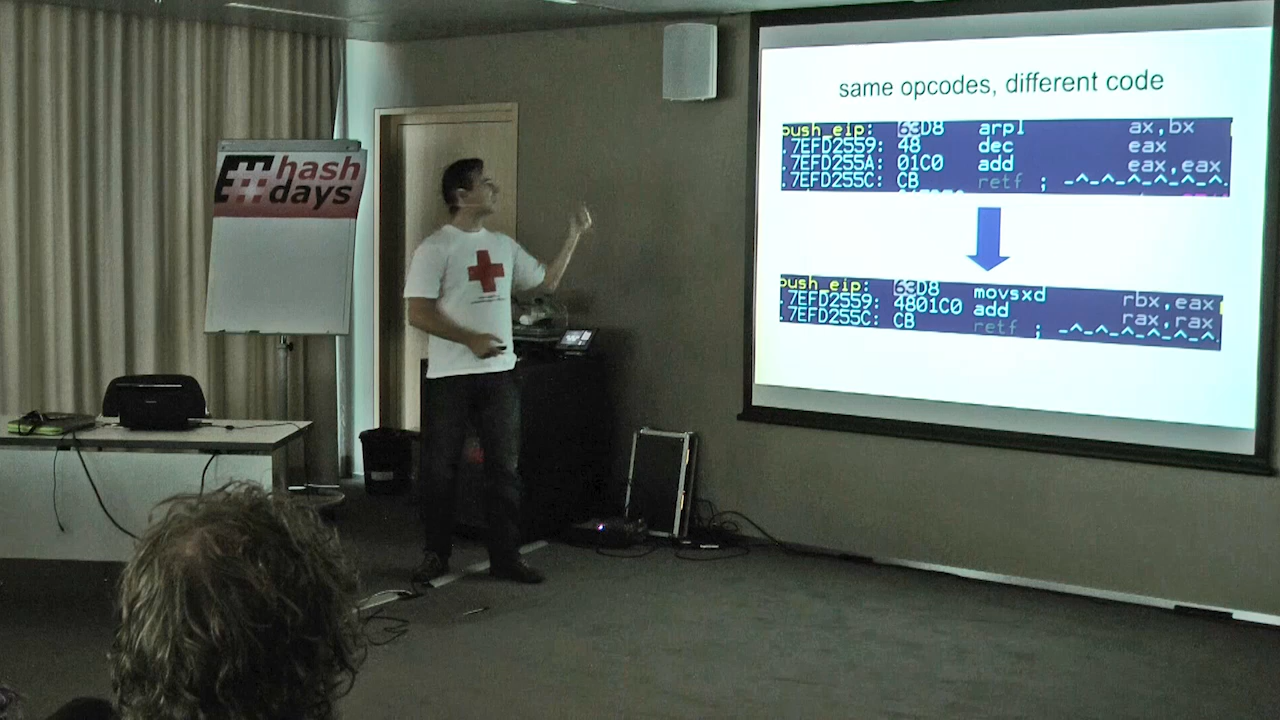 hash
days
same opcodes, different code
push_eip: 63D8 arpl ax,bx
.7EFD2559: 48 dec eax
.7EFD255A: 01C0 add eax,eax
.7EFD255C: CB retf ; -^-^-^-^-^-^-^.
push_eip: 63D8 movsxd rbx,eax
.7EFD2559: 4801C0 add rax,rax
.7EFD255C: CB retf ; -^-^-^-^-^-^-^.